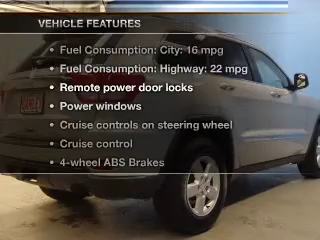 VEHICLE FEATURES
• Fuel Consumption: City: 16 mpg
• Fuel Consumption: Highway: 22 mpg
• Remote power door locks
• Power windows
• Cruise controls on steering wheel
• Cruise control
• 4-wheel ABS Brakes